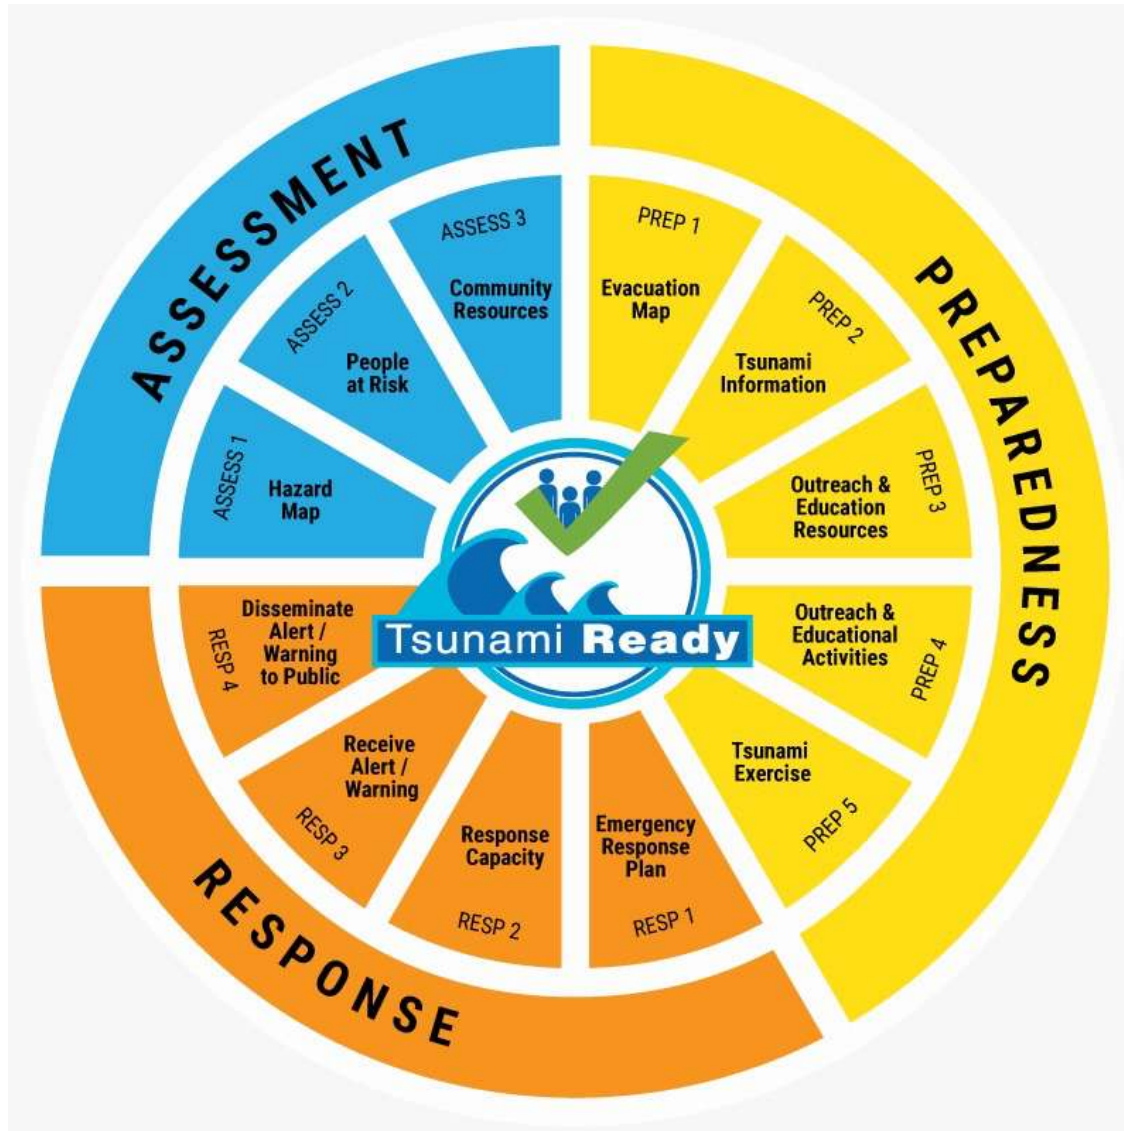 ASSESSMENT
ASSESS 1
Hazard
Map
ASSESS 2
People
at Risk
ASSESS 3
Community
Resources
PREPAREDNESS
PREP 1
Evacuation
Map
PREP 2
Tsunami
Information
PREP 3
Outreach &
Education
Resources
PREP 4
Outreach &
Educational
Activities
PREP 5
Tsunami
Exercise
RESPONSE
RESP 1
Emergency
Response
Plan
RESP 2
Response
Capacity
RESP 3
Receive
Alert /
Warning
RESP 4
Disseminate
Alert /
Warning
to Public
Tsunami Ready